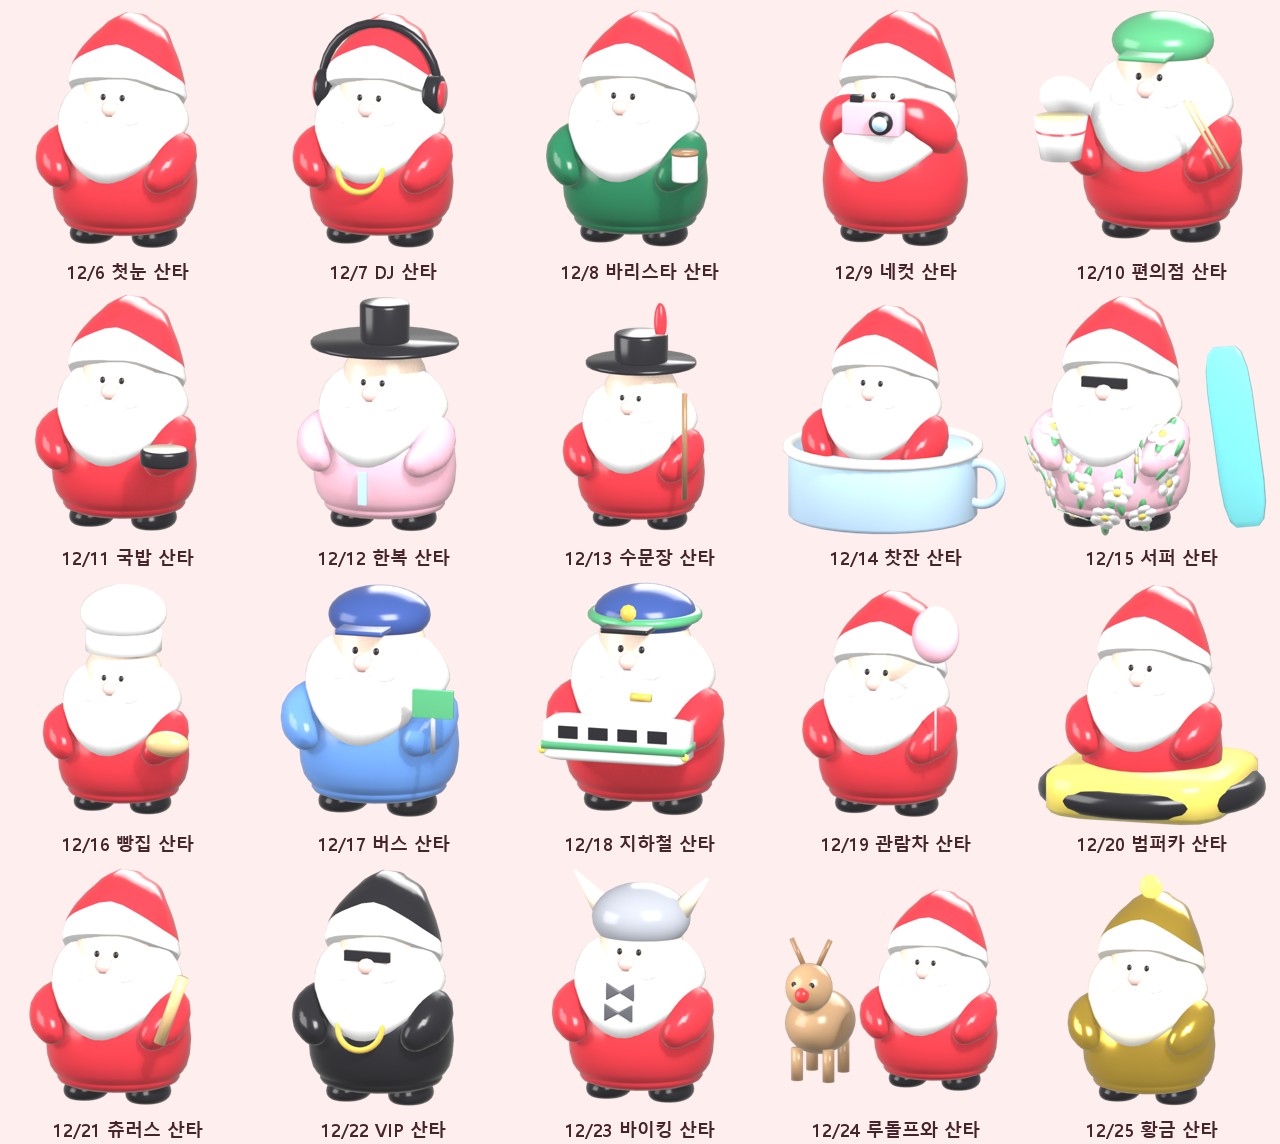 12/6 첫눈 산타
12/7 DJ 산타
12/8 바리스타 산타
12/9 네컷 산타
12/10 편의점 산타
12/11 국밥 산타
12/12 한복 산타
12/13 수문장 산타
12/14 찻잔 산타
12/15 서퍼 산타
12/16 빵집 산타
12/17 버스 산타
12/18 지하철 산타
12/19 관람차 산타
12/20 범퍼카 산타
12/21 츄러스 산타
12/22 VIP 산타
12/23 바이킹 산타
12/24 루돌프와 산타
12/25 황금 산타